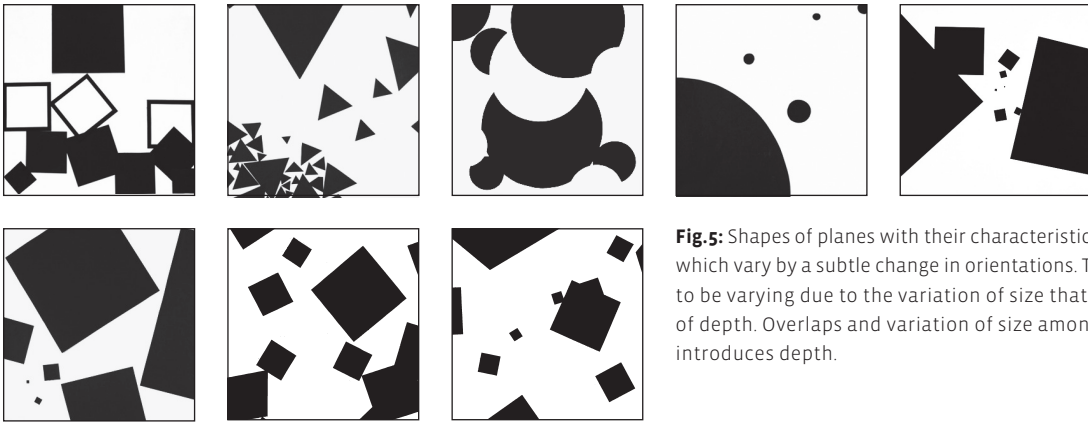 Fig.5: Shapes of planes with their characteristic
which vary by a subtle change in orientations.
to be varying due to the variation of size that
of depth. Overlaps and variation of size amon
introduces depth.